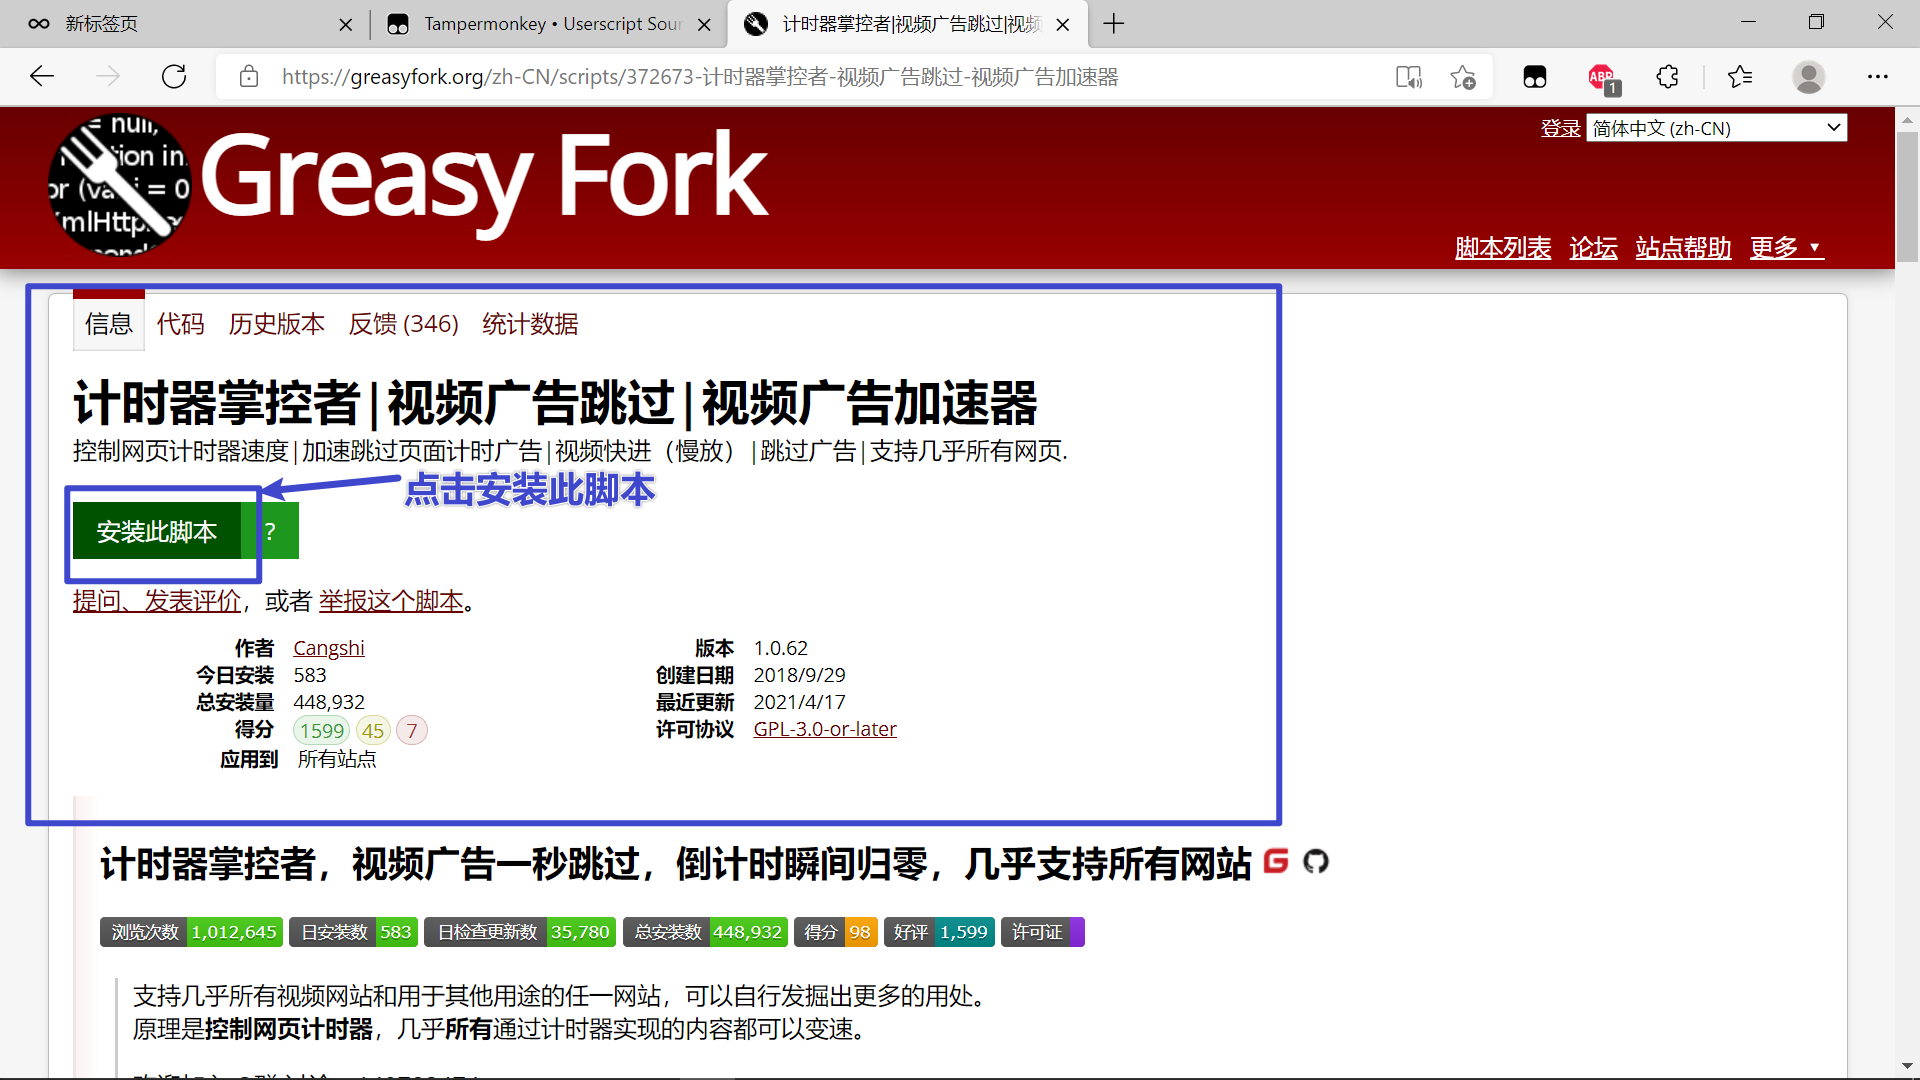 新标签页
Tampermonkey • Userscript Sour
计时器掌控者|视频广告跳过|视频
https://greasyfork.org/zh-CN/scripts/372673-计时器掌控者-视频广告跳过-视频广告加速器
ABP
1
= null,
tion in
or (va i = 0
mlHttp
Greasy Fork
登录 简体中文 (zh-CN)
脚本列表 论坛 站点帮助 更多 ▼
信息 代码 历史版本 反馈 (346) 统计数据
计时器掌控者|视频广告跳过|视频广告加速器
控制网页计时器速度|加速跳过页面计时广告|视频快进（慢放）|跳过广告|支持几乎所有网页.
点击安装此脚本
安装此脚本 ?
提问、发表评价，或者 举报这个脚本。
作者 Cangshi 版本 1.0.62
今日安装 583 创建日期 2018/9/29
总安装量 448,932 最近更新 2021/4/17
得分 1599 45 7 许可协议 GPL-3.0-or-later
应用到 所有站点
计时器掌控者，视频广告一秒跳过，倒计时瞬间归零，几乎支持所有网站
浏览次数 1,012,645 日安装数 583 日检查更新数 35,780 总安装数 448,932 得分 98 好评 1,599 许可证
支持几乎所有视频网站和用于其他用途的任一网站，可以自行发掘出更多的用处。
原理是控制网页计时器，几乎所有通过计时器实现的内容都可以变速。